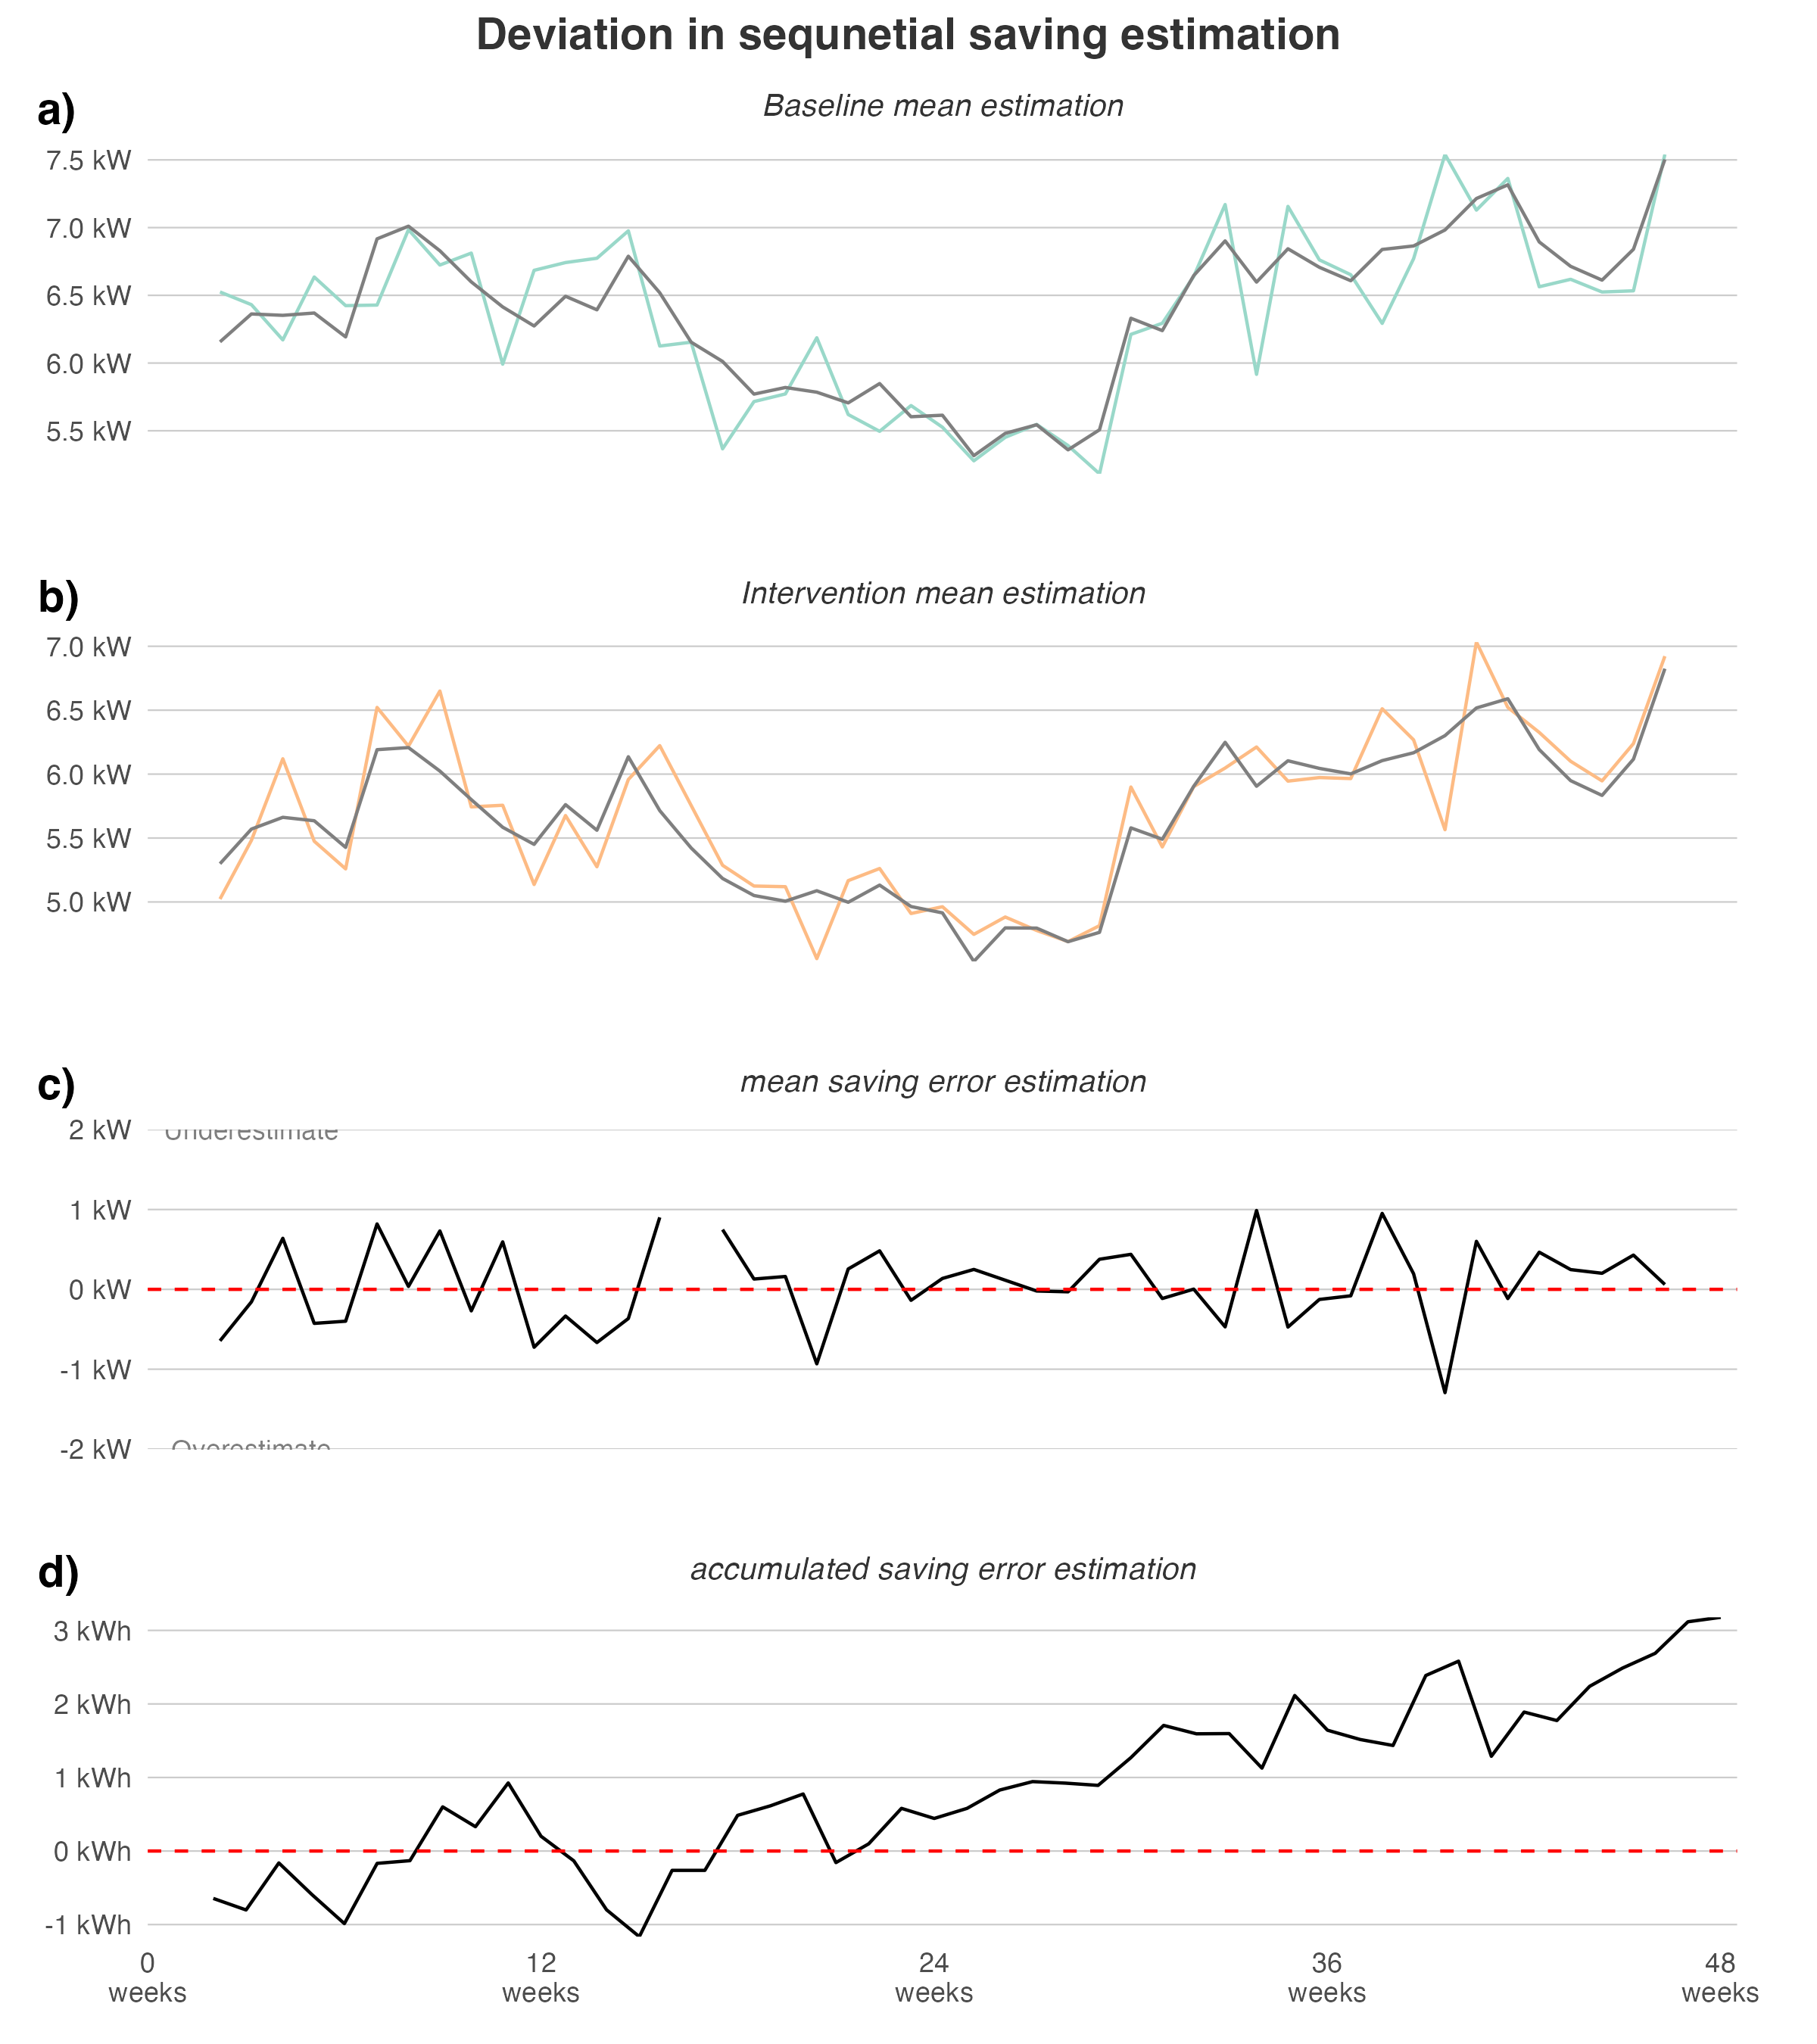 Deviation in sequnetial saving estimation
a)
Baseline mean estimation
7.5 kW
7.0 kW
6.5 kW
6.0 kW
5.5 kW
b)
Intervention mean estimation
7.0 kW
6.5 kW
6.0 kW
5.5 kW
5.0 kW
c)
mean saving error estimation
2 kW
Underestimate
1 kW
0 kW
-1 kW
-2 kW
Overestimate
d)
accumulated saving error estimation
3 kWh
2 kWh
1 kWh
0 kWh
-1 kWh
0 12 24 36 48
weeks weeks weeks weeks weeks